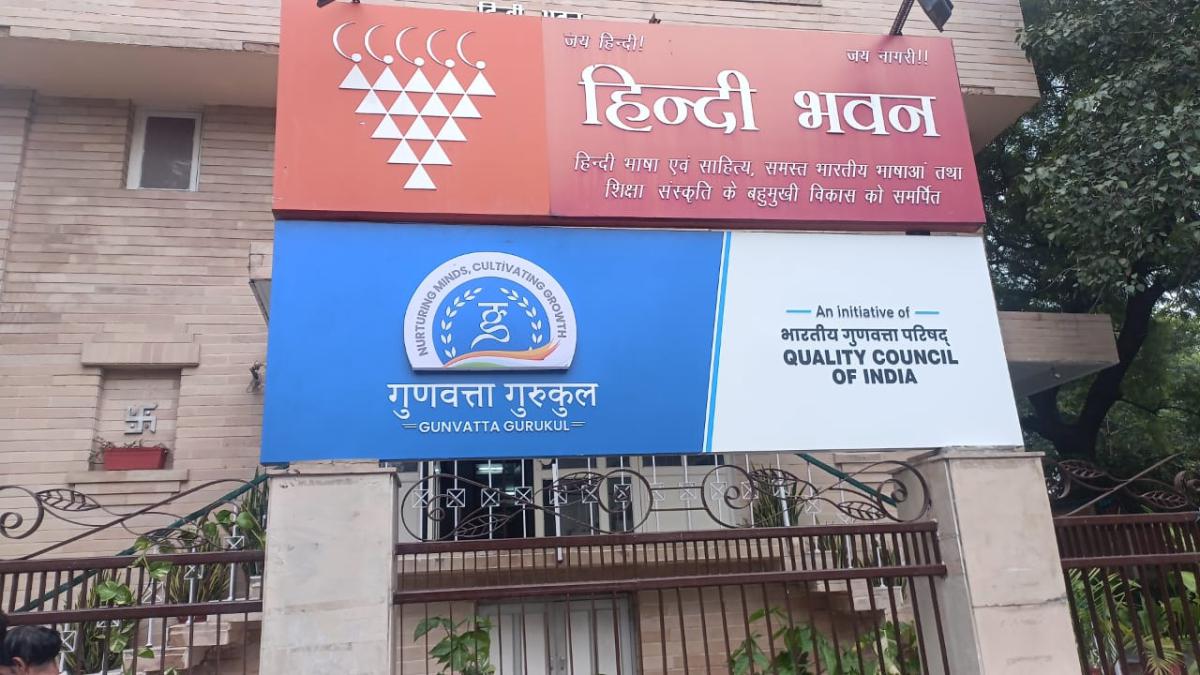 हिन्दी भवन
जय हिन्दी!
जय नागरी!!
हिन्दी भवन
हिन्दी भाषा एवं साहित्य, समस्त भारतीय भाषाओं तथा
शिक्षा संस्कृति के बहुमुखी विकास को समर्पित
NURTURING MINDS, CULTIVATING GROWTH
गुणवत्ता गुरुकुल
GUNVATTA GURUKUL
An initiative of
भारतीय गुणवत्ता परिषद्
QUALITY COUNCIL
OF INDIA